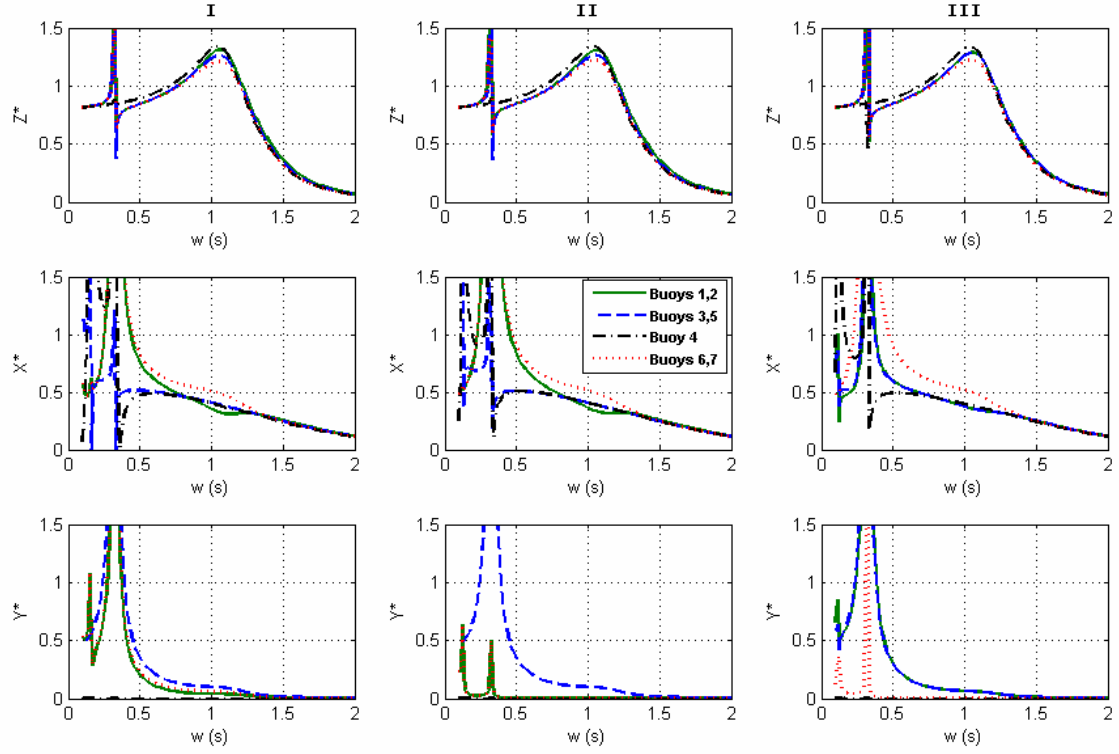 I II III
1.5 1.5 1.5
1 1 1
Z* Z* Z*
0.5 0.5 0.5
0 0 0
0 0.5 1 1.5 2 0 0.5 1 1.5 2 0 0.5 1 1.5 2
w (s) w (s) w (s)
1.5 1.5 1.5
Buoys 1,2
Buoys 3,5
Buoy 4
Buoys 6,7
1 1 1
X* X* X*
0.5 0.5 0.5
0 0 0
0 0.5 1 1.5 2 0 0.5 1 1.5 2 0 0.5 1 1.5 2
w (s) w (s) w (s)
1.5 1.5 1.5
1 1 1
Y* Y* Y*
0.5 0.5 0.5
0 0 0
0 0.5 1 1.5 2 0 0.5 1 1.5 2 0 0.5 1 1.5 2
w (s) w (s) w (s)